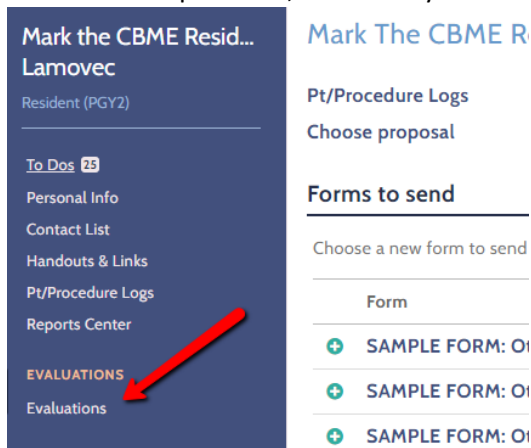 Mark the CBME Resid...
Lamovec
Resident (PGY2)
To Dos 25
Personal Info
Contact List
Handouts & Links
Pt/Procedure Logs
Reports Center
EVALUATIONS
Evaluations
Mark The CBME
Pt/Procedure Logs
Choose proposal
Forms to send
Choose a new form to send
Form
SAMPLE FORM:
SAMPLE FORM:
SAMPLE FORM: